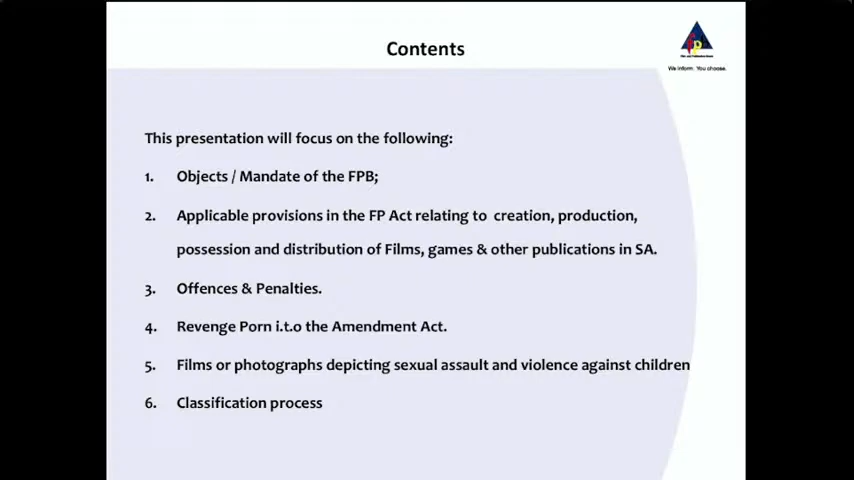 Contents
We inform. You choose.
This presentation will focus on the following:
1. Objects / Mandate of the FPB;
2. Applicable provisions in the FP Act relating to creation, production,
possession and distribution of Films, games & other publications in SA.
3. Offences & Penalties.
4. Revenge Porn i.t.o the Amendment Act.
5. Films or photographs depicting sexual assault and violence against children
6. Classification process